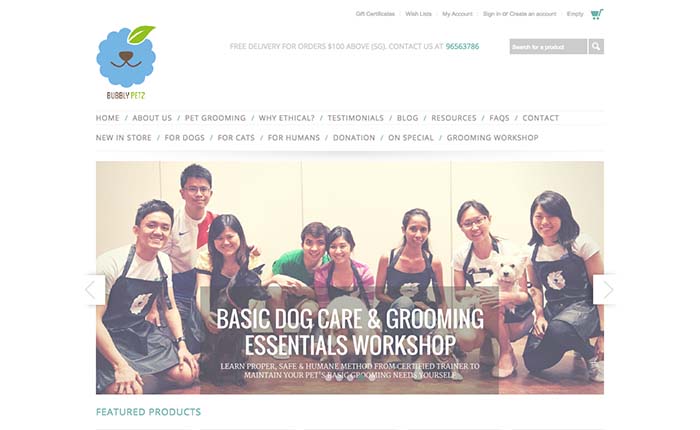 Gift Certificates | Wish Lists | My Account | Sign in or Create an account | Empty
BUBBLY PETZ
FREE DELIVERY FOR ORDERS $100 ABOVE (SG). CONTACT US AT 96563786
Search for a product
HOME / ABOUT US / PET GROOMING / WHY ETHICAL? / TESTIMONIALS / BLOG / RESOURCES / FAQS / CONTACT
NEW IN STORE / FOR DOGS / FOR CATS / FOR HUMANS / DONATION / ON SPECIAL / GROOMING WORKSHOP
BASIC DOG CARE & GROOMING
ESSENTIALS WORKSHOP
LEARN PROPER, SAFE & HUMANE METHOD FROM CERTIFIED TRAINER TO
MAINTAIN YOUR PET'S BASIC GROOMING NEEDS YOURSELF
FEATURED PRODUCTS